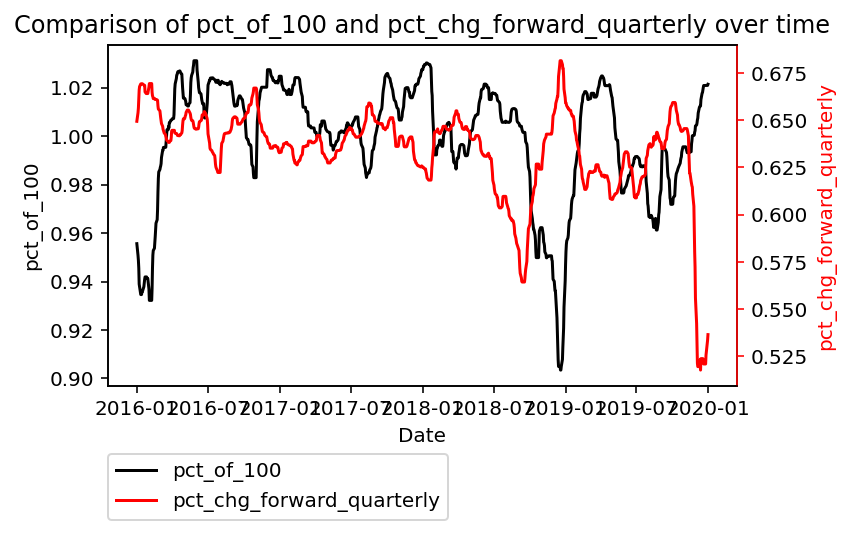 Comparison of pct_of_100 and pct_chg_forward_quarterly over time
pct_of_100
1.02
1.00
0.98
0.96
0.94
0.92
0.90
0.675
0.650
0.625
0.600
0.575
0.550
0.525
pct_chg_forward_quarterly
2016-01 2016-07 2017-01 2017-07 2018-01 2018-07 2019-01 2019-07 2020-01
Date
pct_of_100
pct_chg_forward_quarterly